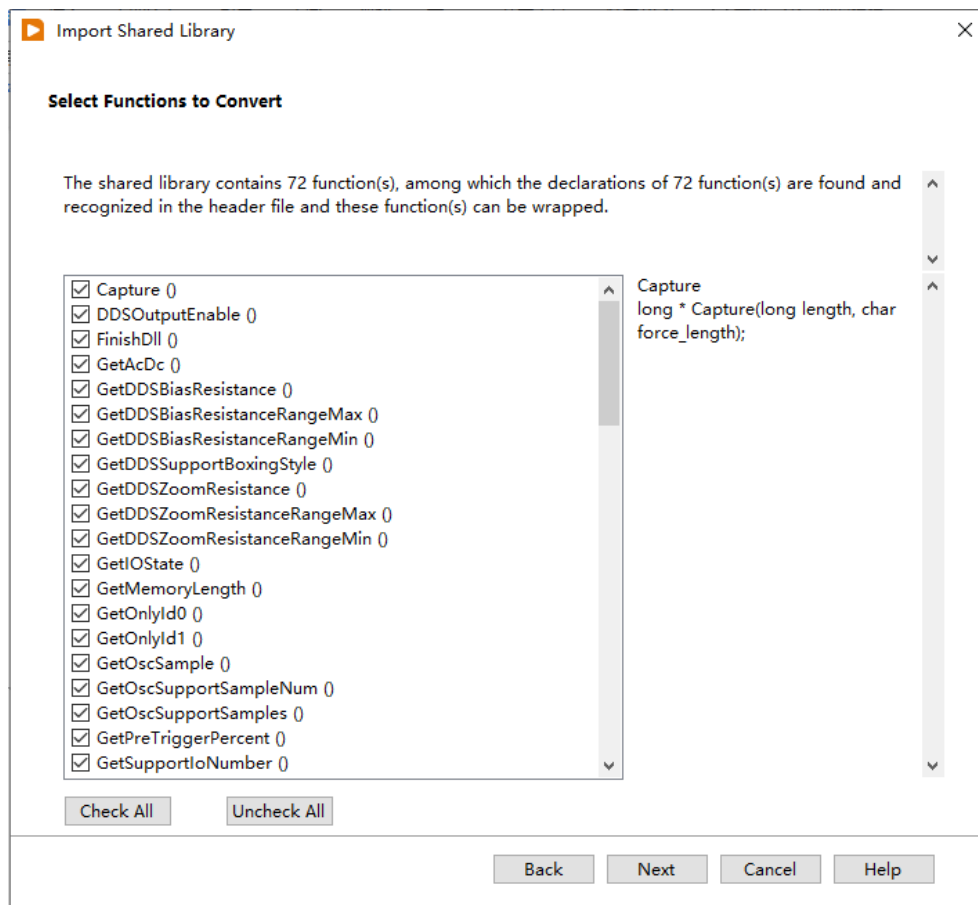 Import Shared Library
Select Functions to Convert
The shared library contains 72 function(s), among which the declarations of 72 function(s) are found and
recognized in the header file and these function(s) can be wrapped.
Capture ()
DDSOutputEnable ()
FinishDll ()
GetAcDc ()
GetDDSBiasResistance ()
GetDDSBiasResistanceRangeMax ()
GetDDSBiasResistanceRangeMin ()
GetDDSSupportBoxingStyle ()
GetDDSZoomResistance ()
GetDDSZoomResistanceRangeMax ()
GetDDSZoomResistanceRangeMin ()
GetIOState ()
GetMemoryLength ()
GetOnlyId0 ()
GetOnlyId1 ()
GetOscSample ()
GetOscSupportSampleNum ()
GetOscSupportSamples ()
GetPreTriggerPercent ()
GetSupportIoNumber ()
Capture
long * Capture(long length, char
force_length);
Check All
Uncheck All
Back
Next
Cancel
Help